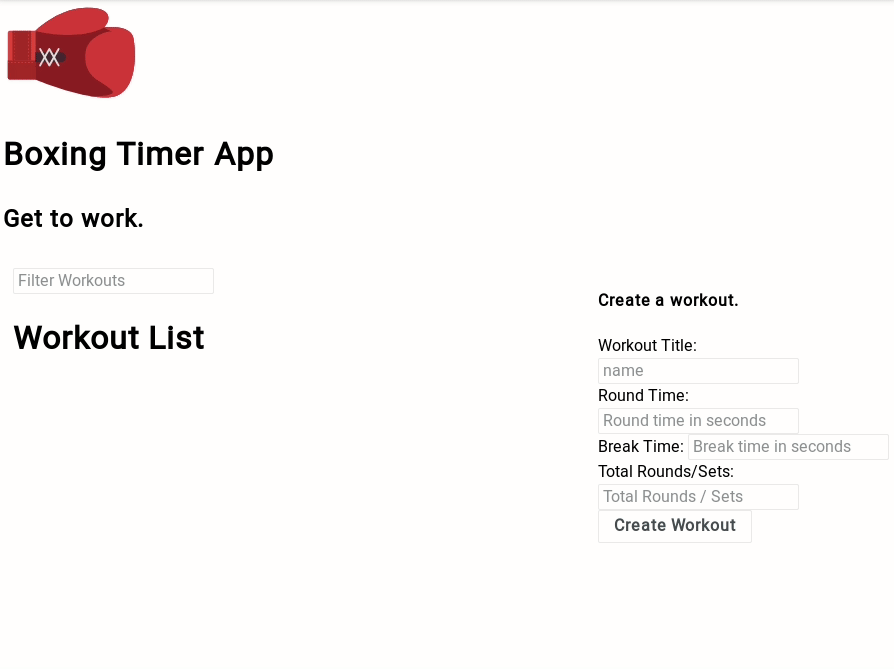 Boxing Timer App
Get to work.
Filter Workouts
Workout List
Create a workout.
Workout Title:
name
Round Time:
Round time in seconds
Break Time: Break time in seconds
Total Rounds/Sets:
Total Rounds / Sets
Create Workout